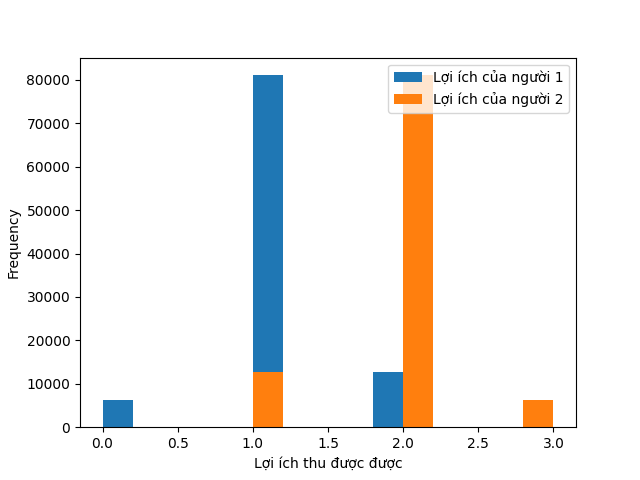 Lợi ích của người 1
Lợi ích của người 2
80000
70000
60000
50000
40000
30000
20000
10000
0
Frequency
0.0 0.5 1.0 1.5 2.0 2.5 3.0
Lợi ích thu được được